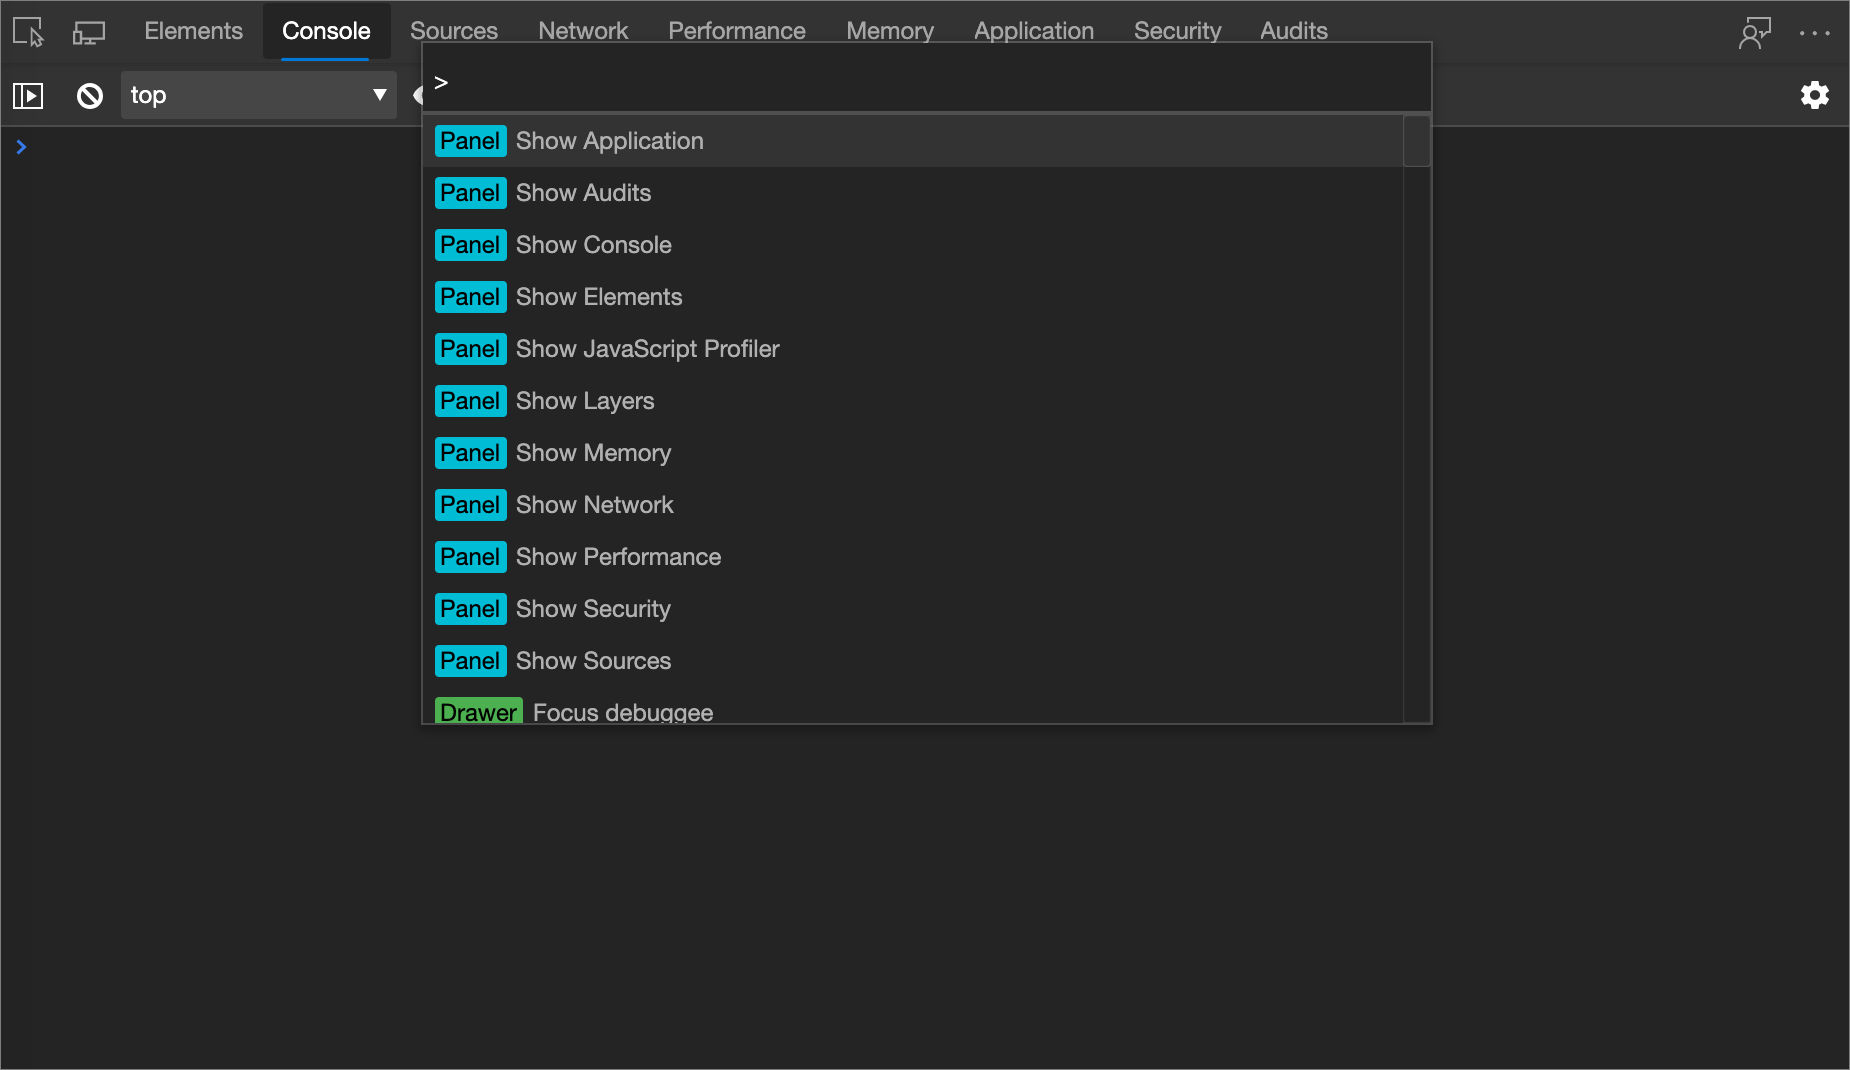 Elements Console Sources Network Performance Memory Application Security Audits
top
>
Panel Show Application
Panel Show Audits
Panel Show Console
Panel Show Elements
Panel Show JavaScript Profiler
Panel Show Layers
Panel Show Memory
Panel Show Network
Panel Show Performance
Panel Show Security
Panel Show Sources
Drawer Focus debuggee